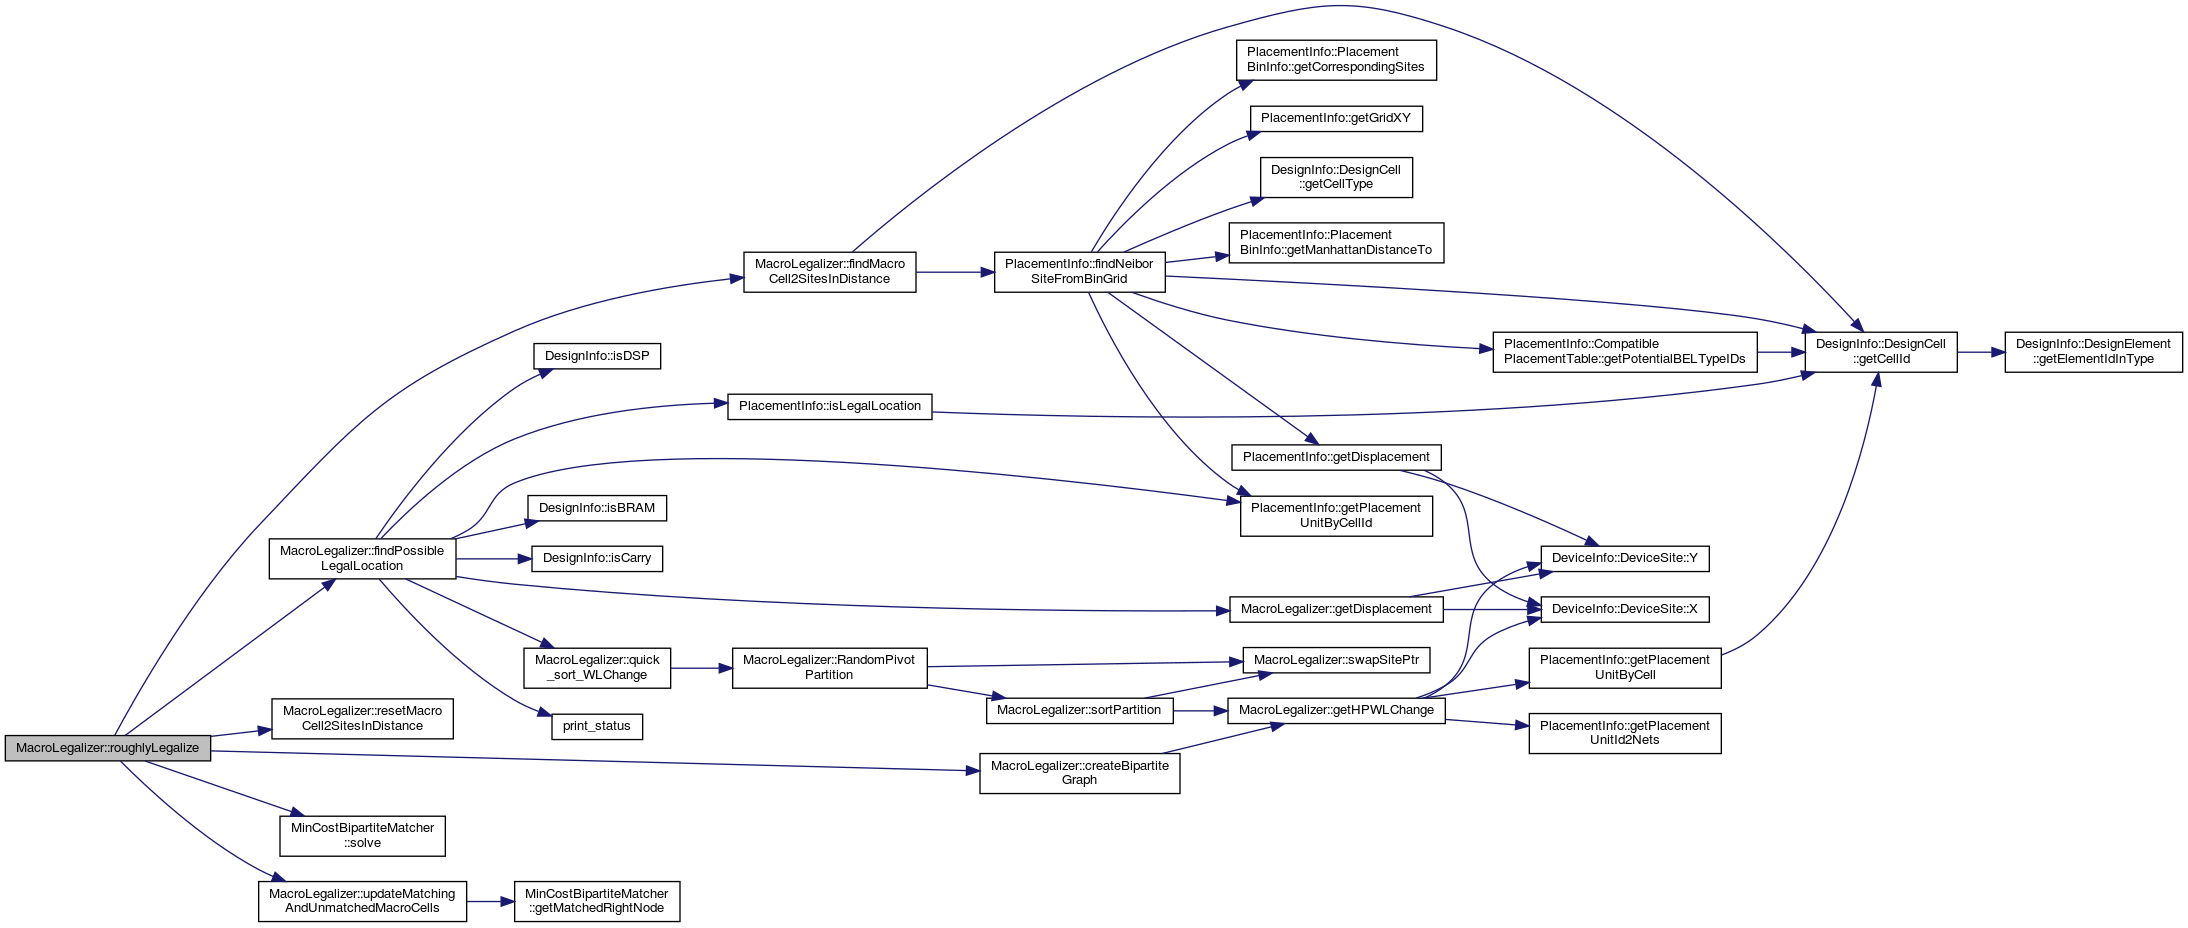 PlacementInfo::Placement
BinInfo::getCorrespondingSites
PlacementInfo::getGridXY
DesignInfo::DesignCell
::getCellType
PlacementInfo::Placement
BinInfo::getManhattanDistanceTo
MacroLegalizer::findMacro
Cell2SitesInDistance
PlacementInfo::findNeibor
SiteFromBinGrid
PlacementInfo::Compatible
PlacementTable::getPotentialBELTypeIDs
DesignInfo::DesignCell
::getCellId
DesignInfo::DesignElement
::getElementIdInType
DesignInfo::isDSP
PlacementInfo::isLegalLocation
PlacementInfo::getDisplacement
DesignInfo::isBRAM
PlacementInfo::getPlacement
UnitByCellId
MacroLegalizer::findPossible
LegalLocation
DesignInfo::isCarry
DeviceInfo::DeviceSite::Y
MacroLegalizer::getDisplacement
DeviceInfo::DeviceSite::X
MacroLegalizer::quick
_sort_WLChange
MacroLegalizer::RandomPivot
Partition
MacroLegalizer::swapSitePtr
PlacementInfo::getPlacement
UnitByCell
MacroLegalizer::resetMacro
Cell2SitesInDistance
print_status
MacroLegalizer::sortPartition
MacroLegalizer::getHPWLChange
PlacementInfo::getPlacement
UnitId2Nets
MacroLegalizer::roughlyLegalize
MacroLegalizer::createBipartite
Graph
MinCostBipartiteMatcher
::solve
MacroLegalizer::updateMatching
AndUnmatchedMacroCells
MinCostBipartiteMatcher
::getMatchedRightNode